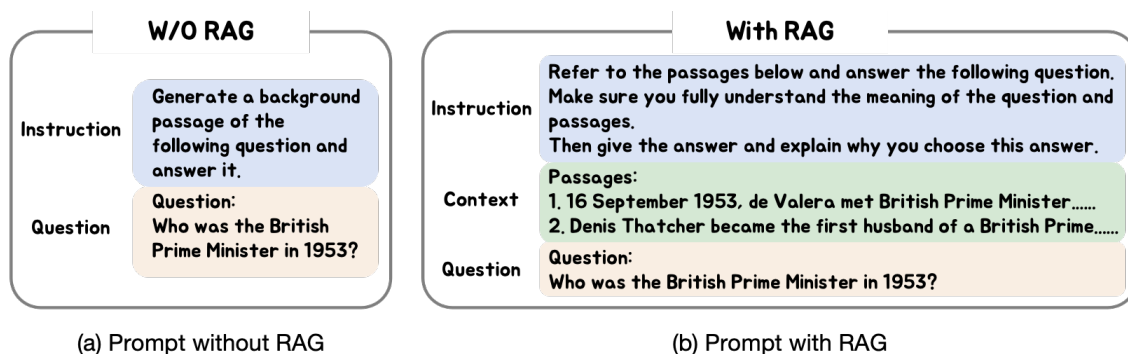 W/O RAG
Instruction
Generate a background
passage of the
following question and
answer it.
Question
Question:
Who was the British
Prime Minister in 1953?
(a) Prompt without RAG
With RAG
Instruction
Refer to the passages below and answer the following question.
Make sure you fully understand the meaning of the question and
passages.
Then give the answer and explain why you choose this answer.
Context
Passages:
1. 16 September 1953, de Valera met British Prime Minister......
2. Denis Thatcher became the first husband of a British Prime......
Question
Question:
Who was the British Prime Minister in 1953?
(b) Prompt with RAG